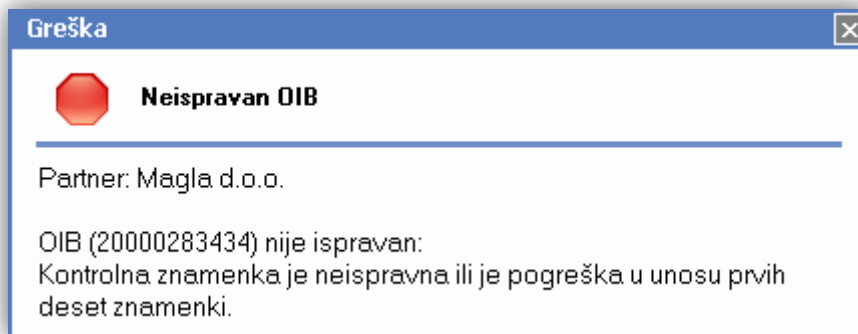 Greška
Neispravan OIB
Partner: Magla d.o.o.
OIB (20000283434) nije ispravan:
Kontrolna znamenka je neispravna ili je pogreška u unosu prvih
deset znamenki.